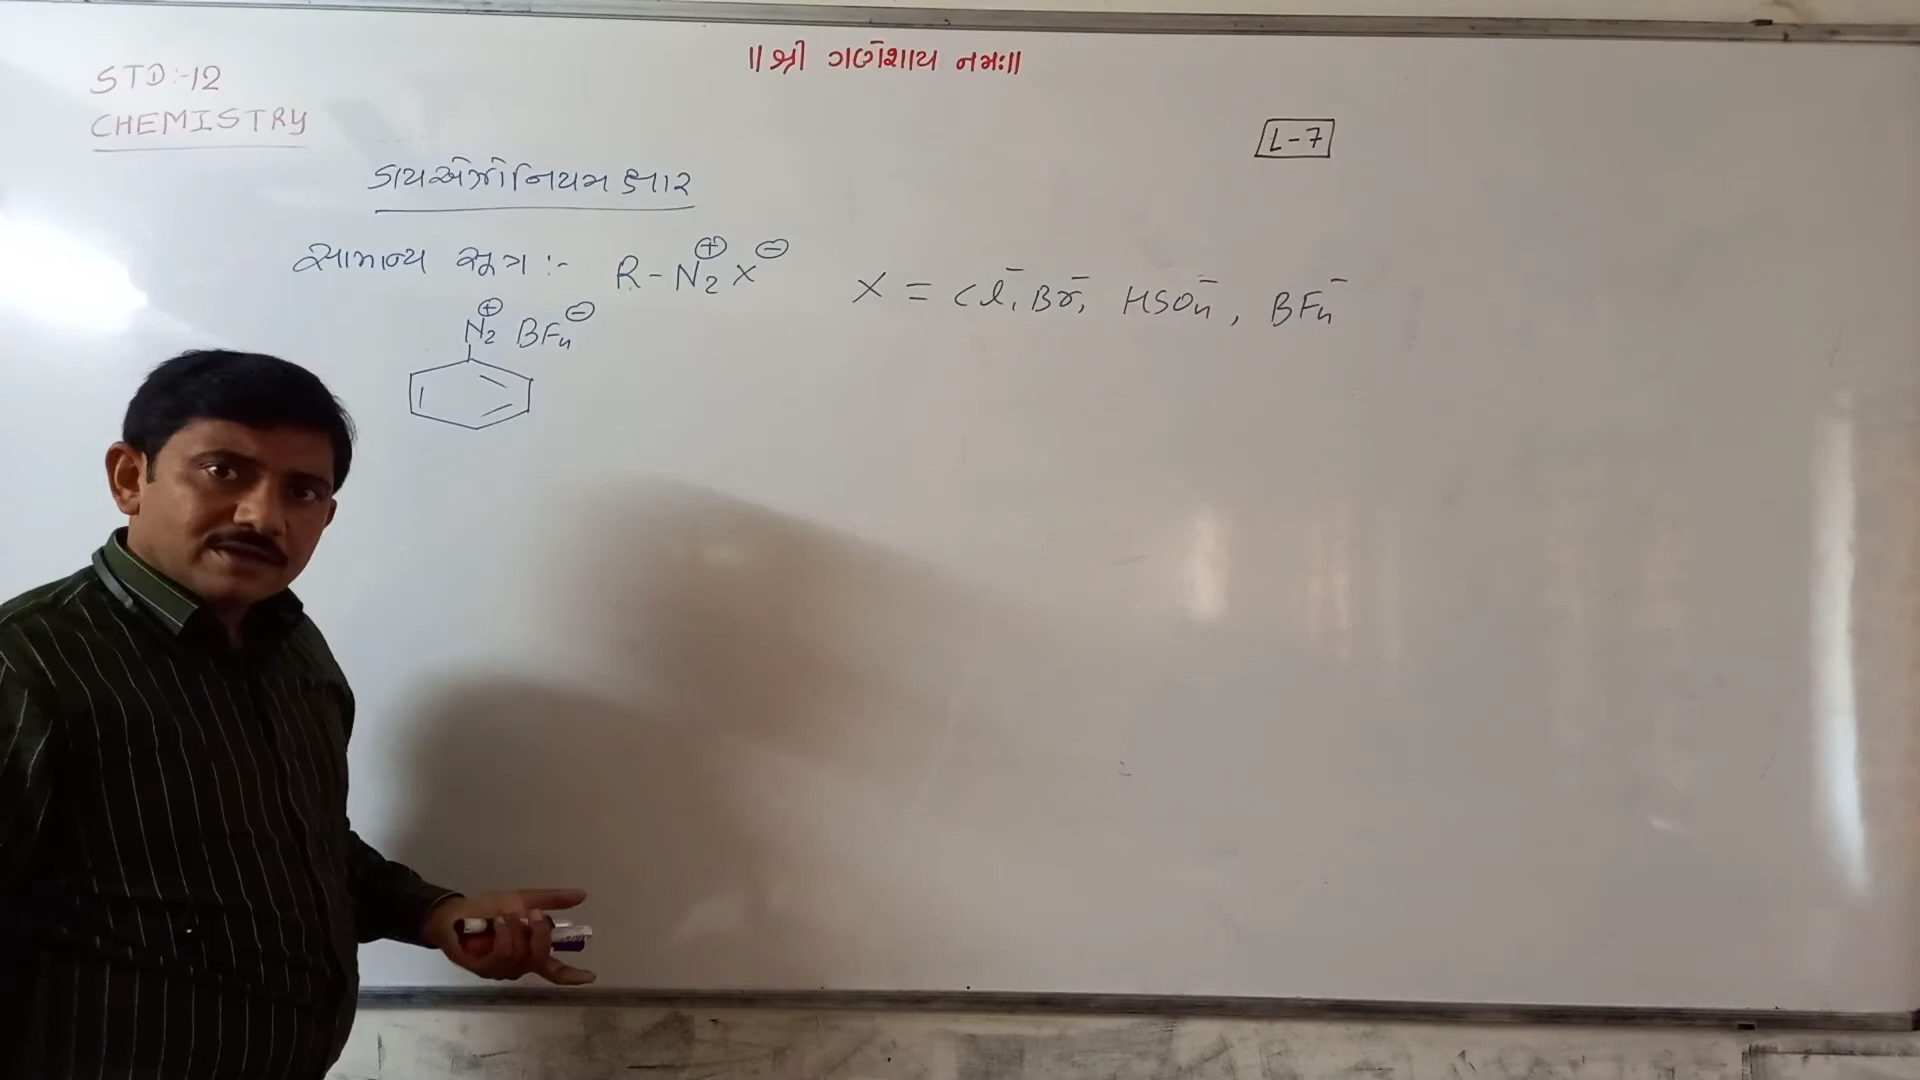 ॥ શ્રી ગણેશાય નમઃ॥
STD:-12
CHEMISTRY
L-7
ડાયએઝોનિયમ ક્ષાર
સામાન્ય સૂત્ર :- R-N₂⊕ X⊖ X = Cl⁻, Br⁻, HSO₄⁻, BF₄⁻
N₂⊕ BF₄⊖